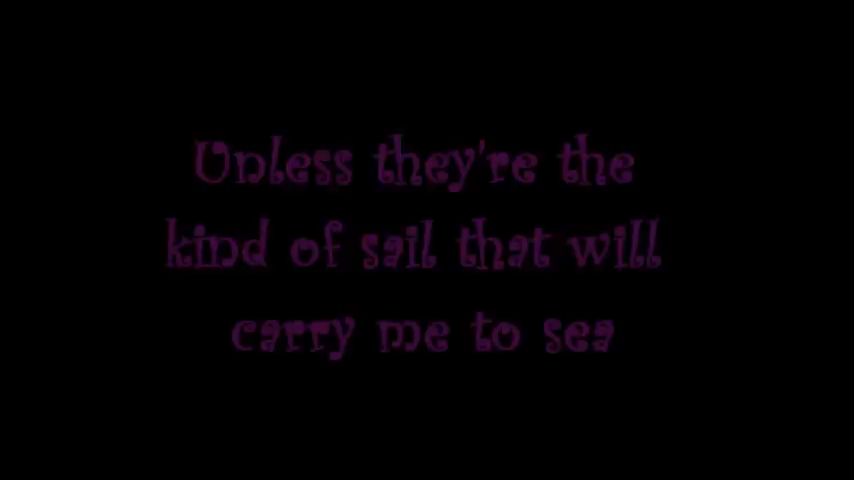 Unless they're the
kind of sail that will
carry me to sea